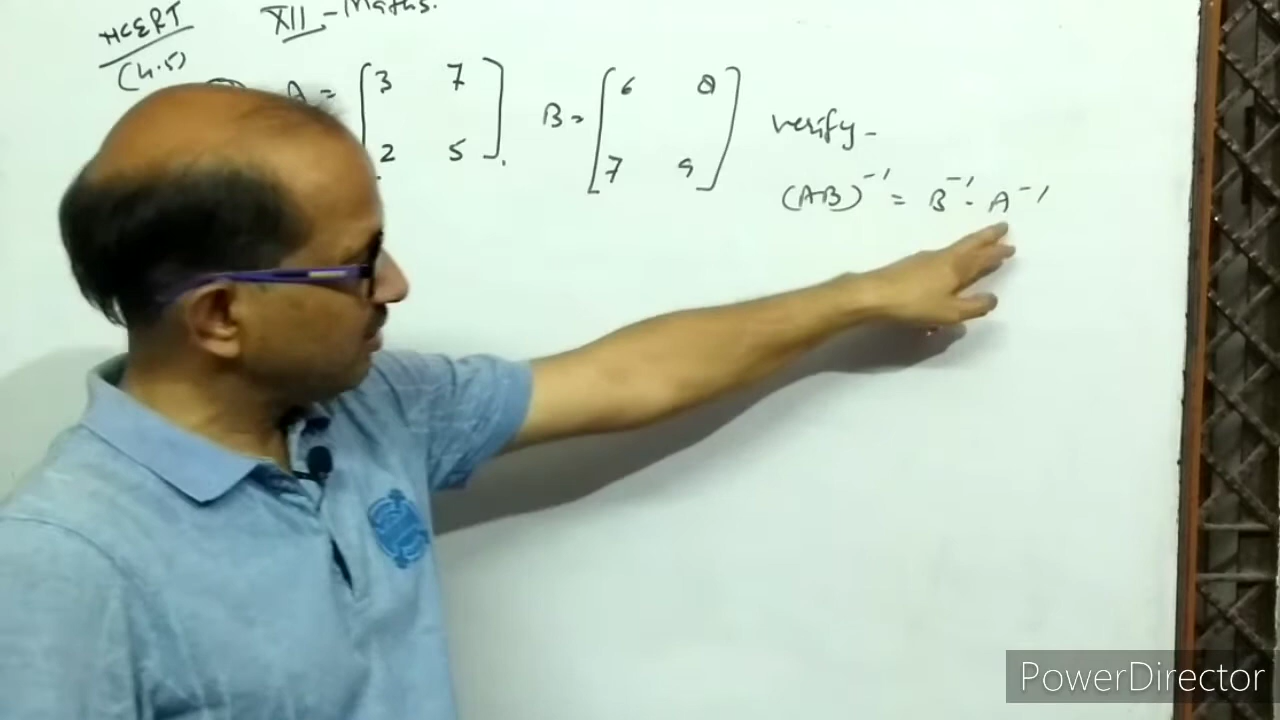 NCERT XII - Maths.
(4.5)
A = [3 7
2 5]. B = [6 8
7 9] verify -
(AB)⁻¹ = B⁻¹. A⁻¹
PowerDirector